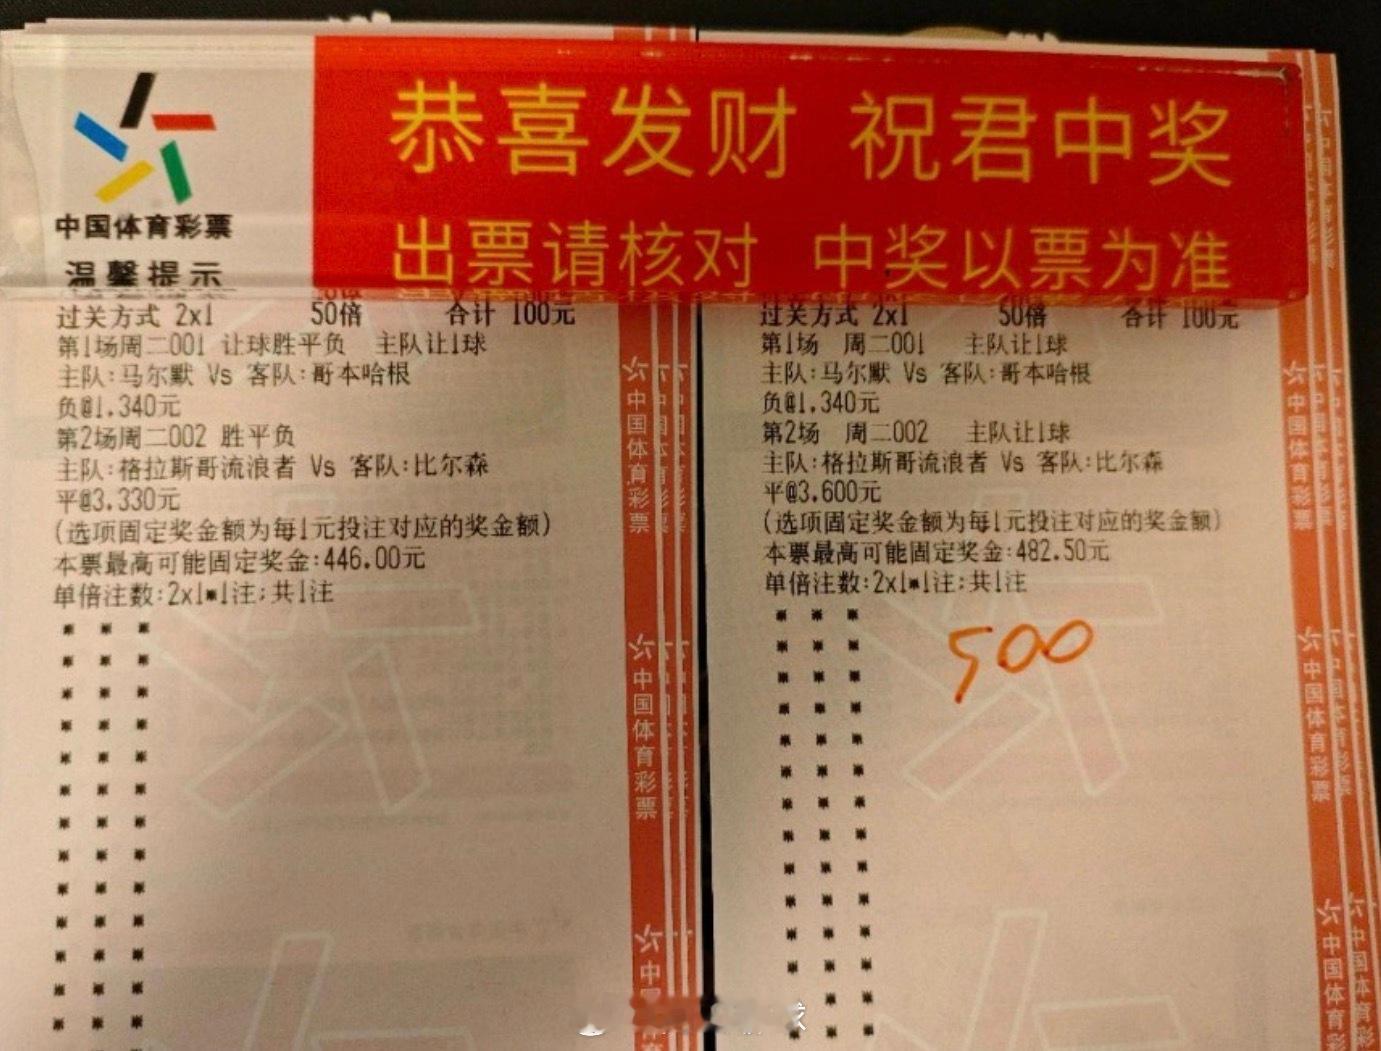 恭喜发财 祝君中奖
出票请核对 中奖以票为准
中国体育彩票
温馨提示
过关方式 2x1 50倍 合计 100元
第1场周二001 让球胜平负 主队让1球
主队:马尔默 Vs 客队:哥本哈根
负@1.340元
第2场周二002 胜平负
主队:格拉斯哥流浪者 Vs 客队:比尔森
平@3.330元
(选项固定奖金额为每1元投注对应的奖金额)
本票最高可能固定奖金:446.00元
单倍注数:2x1*1注;共1注
过关方式 2x1 50倍 合计 100元
第1场 周二001 主队让1球
主队:马尔默 Vs 客队:哥本哈根
负@1.340元
第2场 周二002 主队让1球
主队:格拉斯哥流浪者 Vs 客队:比尔森
平@3.600元
(选项固定奖金额为每1元投注对应的奖金额)
本票最高可能固定奖金:482.50元
单倍注数:2x1*1注;共1注
500
中国体育彩票
中国体育彩票
中国体育彩票
中国体育彩票
中国体育彩票